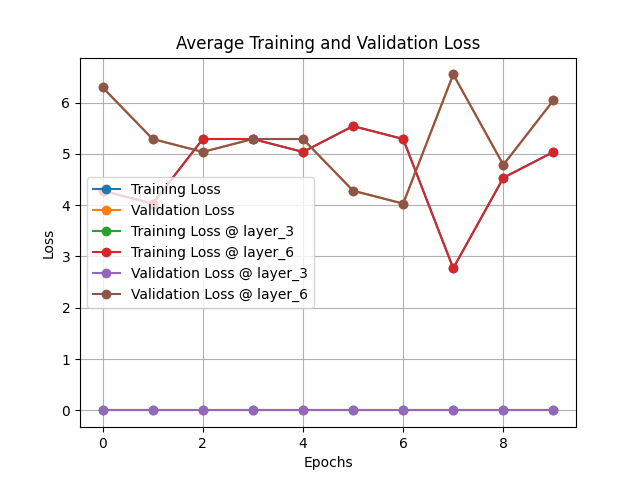 Average Training and Validation Loss
Loss
6
5
4
3
2
1
0
Training Loss
Validation Loss
Training Loss @ layer_3
Training Loss @ layer_6
Validation Loss @ layer_3
Validation Loss @ layer_6
0 2 4 6 8
Epochs